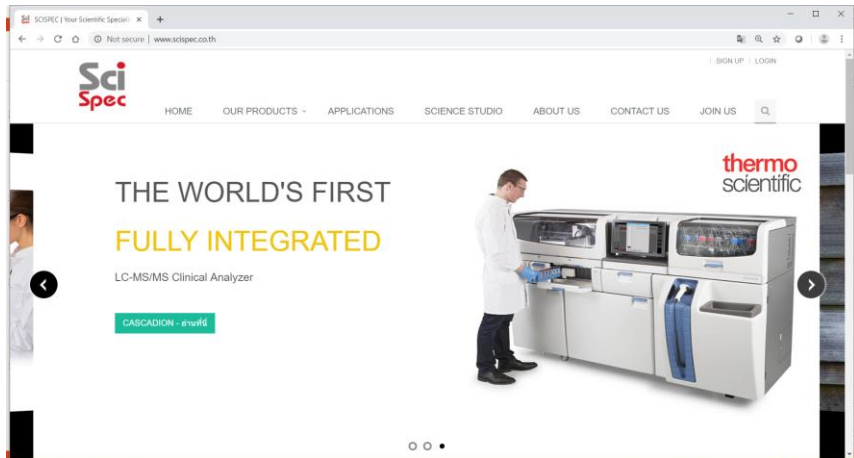 SCISPEC | Your Scientific Speciali
Not secure | www.scispec.co.th
SIGN UP | LOGIN
Sci
Spec
HOME OUR PRODUCTS APPLICATIONS SCIENCE STUDIO ABOUT US CONTACT US JOIN US
thermo
scientific
THE WORLD'S FIRST
FULLY INTEGRATED
LC-MS/MS Clinical Analyzer
CASCADION - อ่านที่นี่